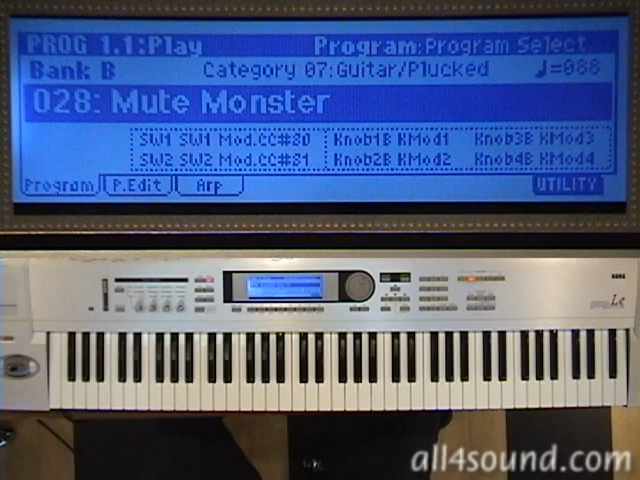 PROG 1.1:Play Program:Program Select
Bank B Category 07:Guitar/Plucked ♩=088
028: Mute Monster
SW1 SW1 Mod.CC#80 Knob1B KMod1 Knob3B KMod3
SW2 SW2 Mod.CC#81 Knob2B KMod2 Knob4B KMod4
Program P.Edit Arp UTILITY
KORG
Le
all4sound.com